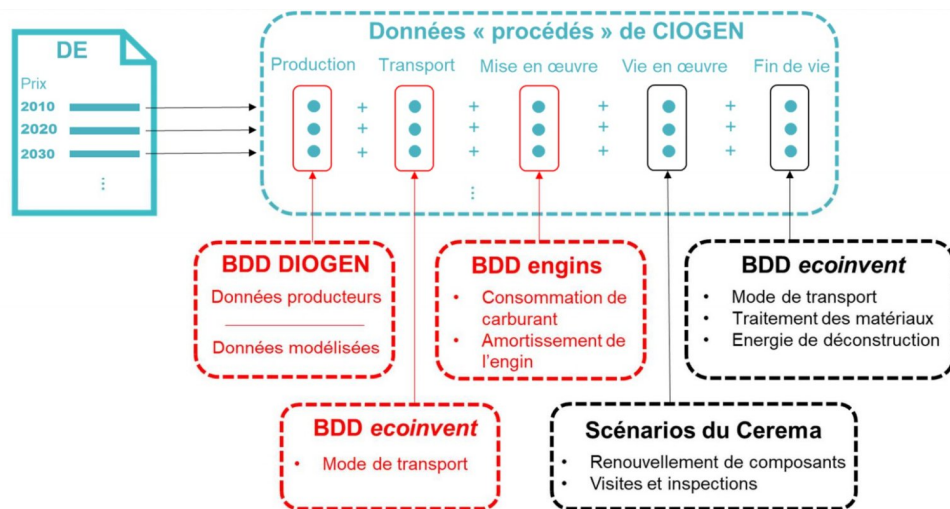 DE
Prix
2010
2020
2030
...
Données « procédés » de CIOGEN
Production
Transport
Mise en œuvre
Vie en œuvre
Fin de vie
+ + + +
+ + + +
+ + + +
...
BDD DIOGEN
Données producteurs
Données modélisées
BDD engins
• Consommation de
carburant
• Amortissement de
l'engin
BDD ecoinvent
• Mode de transport
• Traitement des matériaux
• Energie de déconstruction
BDD ecoinvent
• Mode de transport
Scénarios du Cerema
• Renouvellement de composants
• Visites et inspections